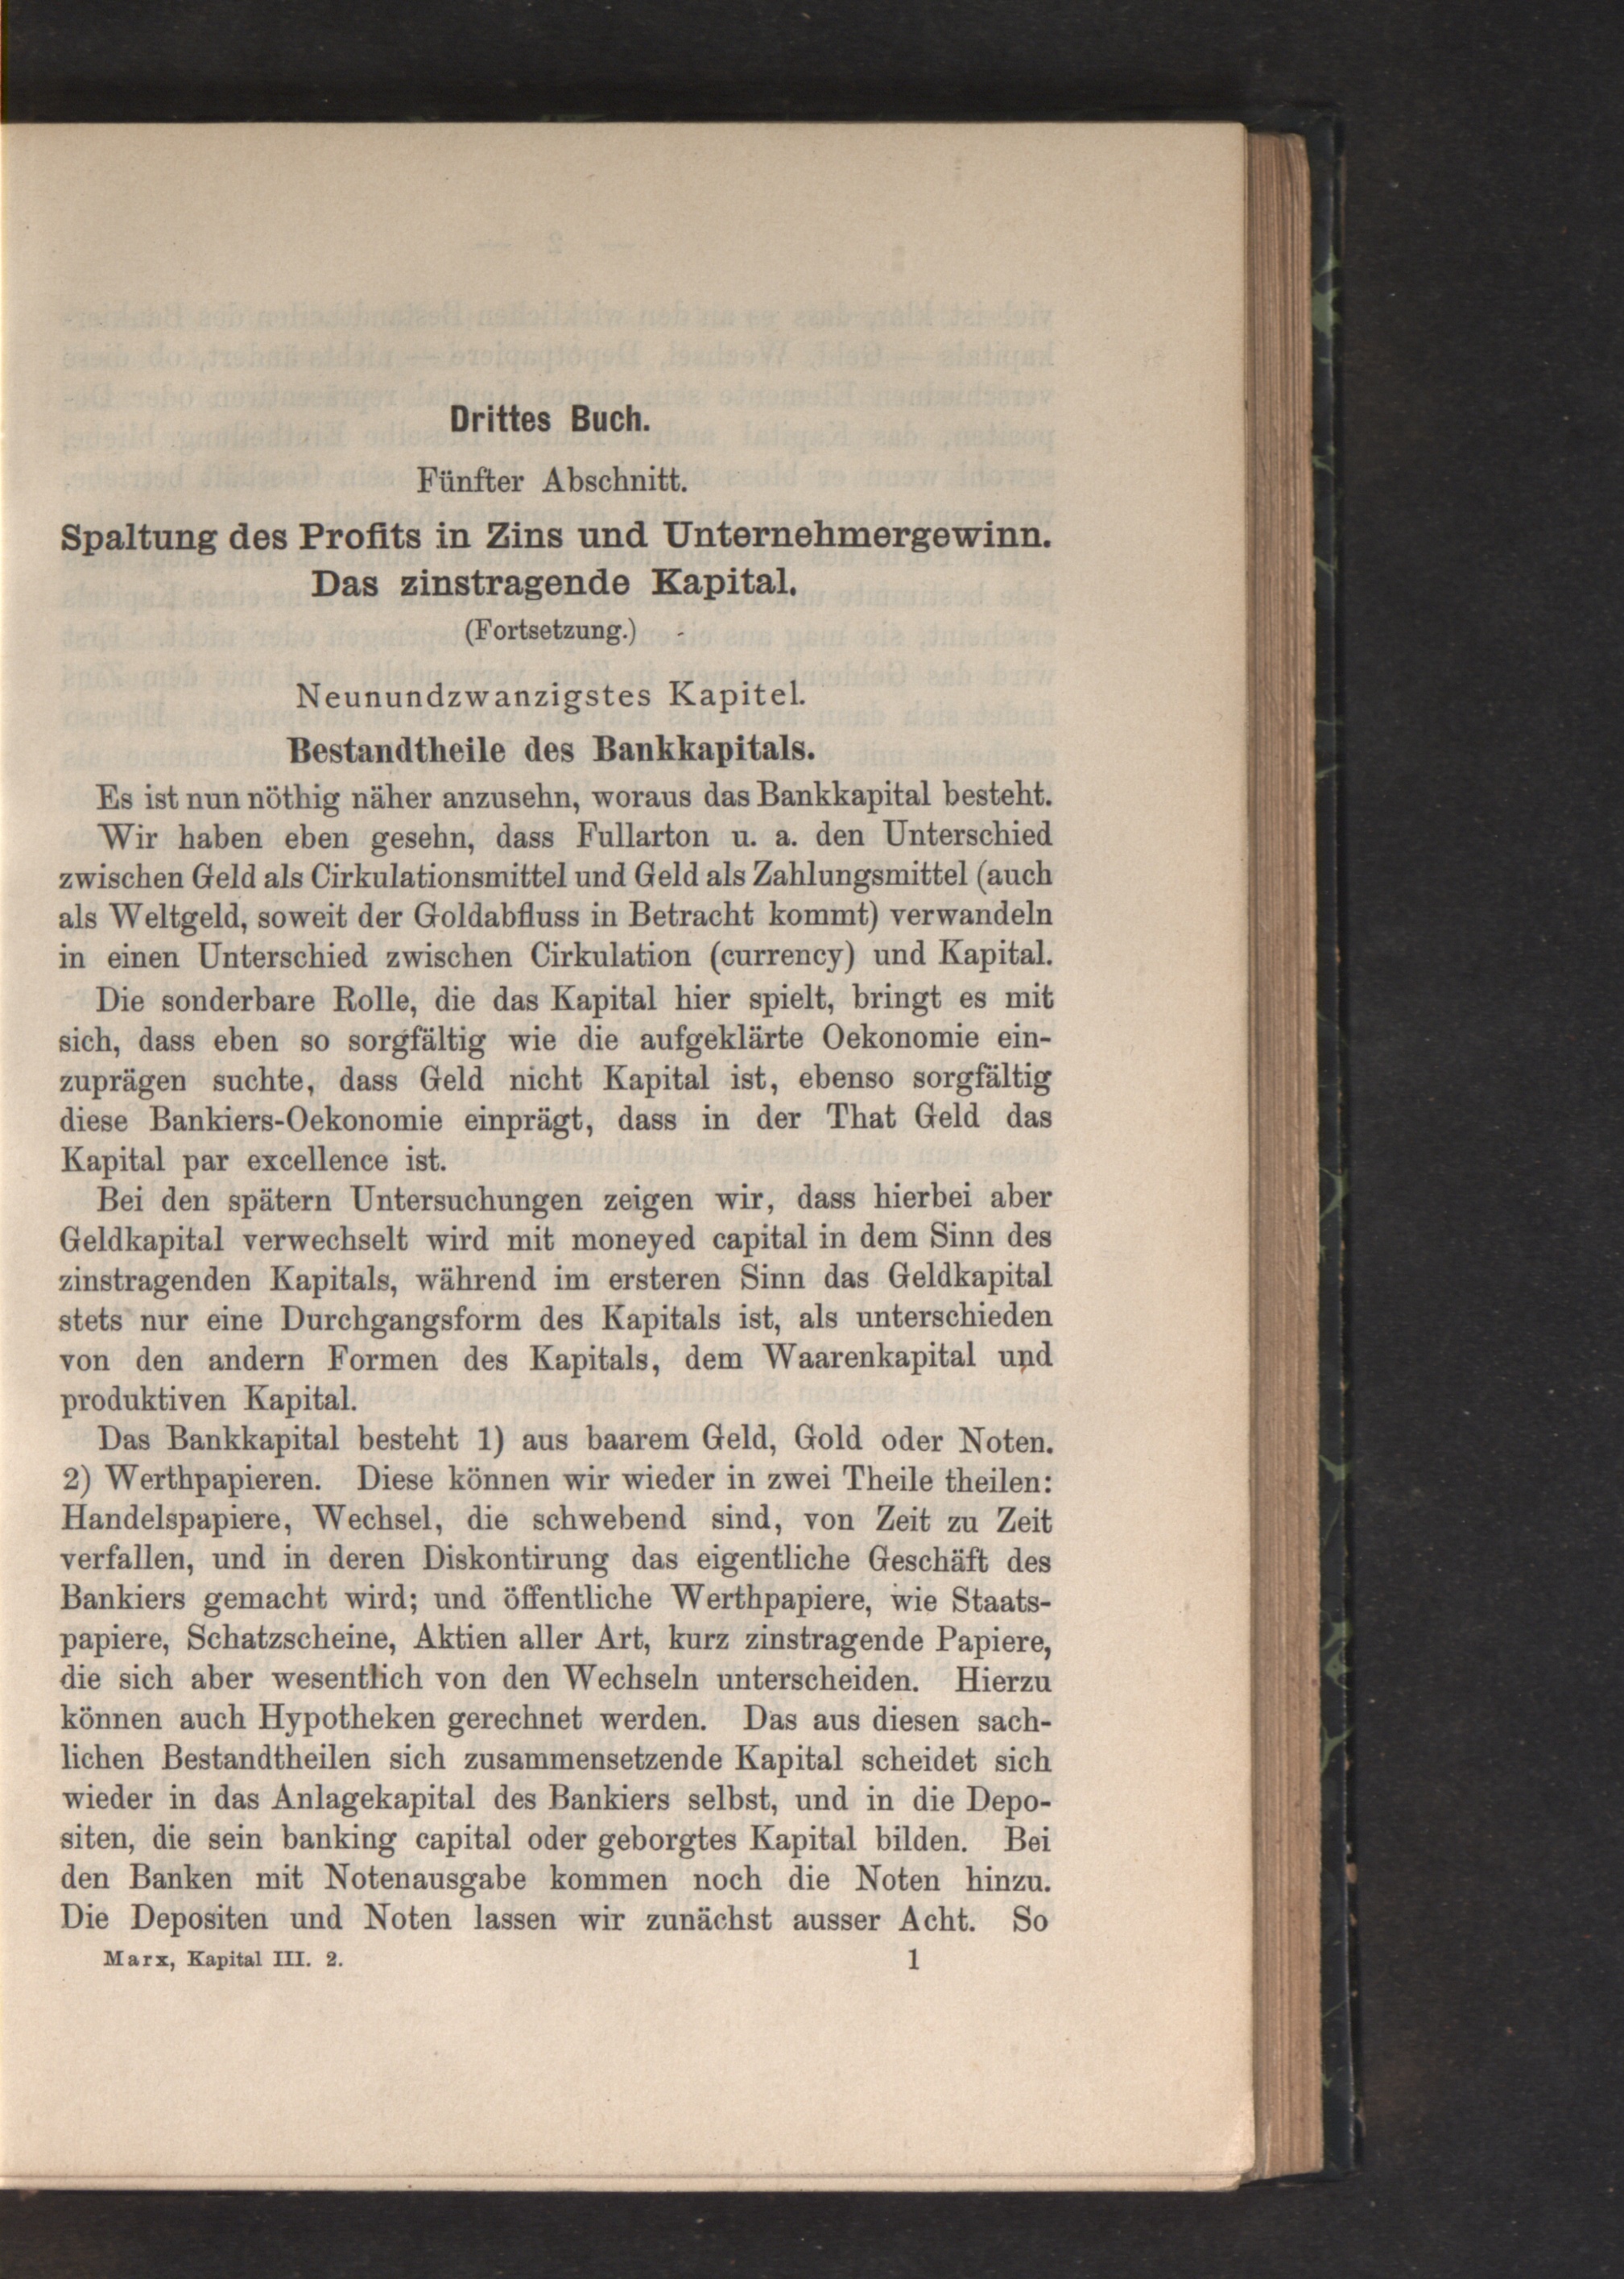 Drittes Buch.
Fünfter Abschnitt.
Spaltung des Profits in Zins und Unternehmergewinn.
Das zinstragende Kapital.
(Fortsetzung.)
Neunundzwanzigstes Kapitel.
Bestandtheile des Bankkapitals.
Es ist nun nöthig näher anzusehn, woraus das Bankkapital besteht.
Wir haben eben gesehn, dass Fullarton u. a. den Unterschied
zwischen Geld als Cirkulationsmittel und Geld als Zahlungsmittel (auch
als Weltgeld, soweit der Goldabfluss in Betracht kommt) verwandeln
in einen Unterschied zwischen Cirkulation (currency) und Kapital.
Die sonderbare Rolle, die das Kapital hier spielt, bringt es mit
sich, dass eben so sorgfältig wie die aufgeklärte Oekonomie ein-
zuprägen suchte, dass Geld nicht Kapital ist, ebenso sorgfältig
diese Bankiers-Oekonomie einprägt, dass in der That Geld das
Kapital par excellence ist.
Bei den spätern Untersuchungen zeigen wir, dass hierbei aber
Geldkapital verwechselt wird mit moneyed capital in dem Sinn des
zinstragenden Kapitals, während im ersteren Sinn das Geldkapital
stets nur eine Durchgangsform des Kapitals ist, als unterschieden
von den andern Formen des Kapitals, dem Waarenkapital und
produktiven Kapital.
Das Bankkapital besteht 1) aus baarem Geld, Gold oder Noten.
2) Werthpapieren. Diese können wir wieder in zwei Theile theilen:
Handelspapiere, Wechsel, die schwebend sind, von Zeit zu Zeit
verfallen, und in deren Diskontirung das eigentliche Geschäft des
Bankiers gemacht wird; und öffentliche Werthpapiere, wie Staats-
papiere, Schatzscheine, Aktien aller Art, kurz zinstragende Papiere,
die sich aber wesentlich von den Wechseln unterscheiden. Hierzu
können auch Hypotheken gerechnet werden. Das aus diesen sach-
lichen Bestandtheilen sich zusammensetzende Kapital scheidet sich
wieder in das Anlagekapital des Bankiers selbst, und in die Depo-
siten, die sein banking capital oder geborgtes Kapital bilden. Bei
den Banken mit Notenausgabe kommen noch die Noten hinzu.
Die Depositen und Noten lassen wir zunächst ausser Acht. So
Marx, Kapital III. 2. 1